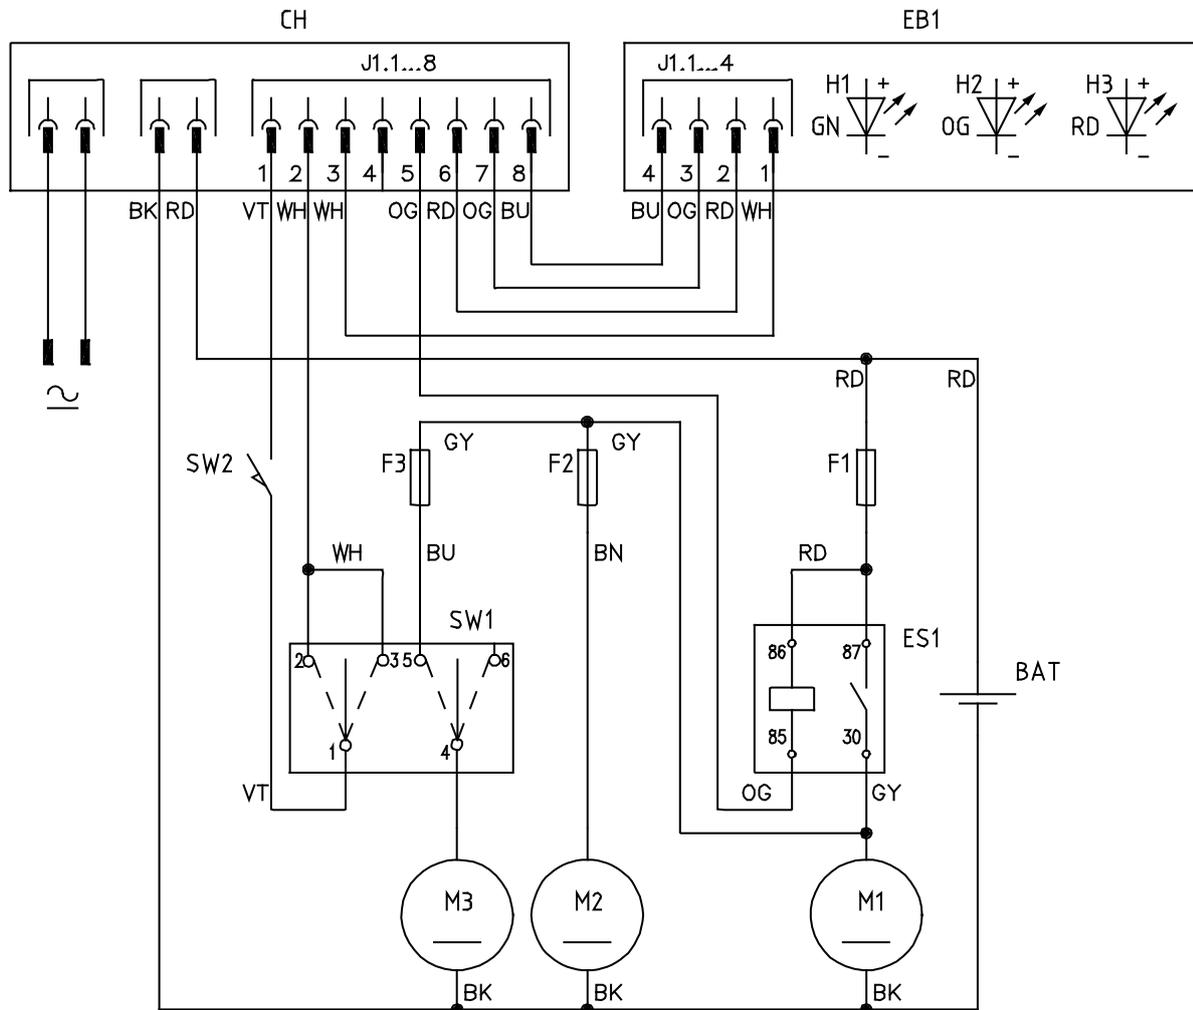 CH EB1
J1.1...8 J1.1...4
H1 + H2 + H3 +
GN OG RD
- - -
1 2 3 4 5 6 7 8 4 3 2 1
BK RD VT WH WH OG RD OG BU BU OG RD WH
RD RD
GY GY
SW2 F3 F2 F1
WH BU BN RD
SW1 ES1
2 3 5 6 86 87
BAT
1 4 85 30
VT OG GY
M3 M2 M1
BK BK BK